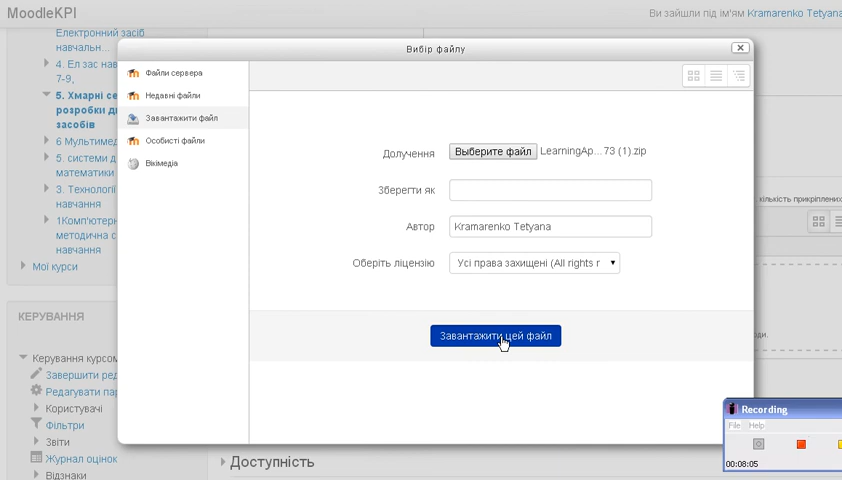 MoodleKPI
Ви зайшли під ім'ям Kramarenko Tetyana
Електронний засіб
навчальн...
4. Ел зас нав
7-9,
5. Хмарні се
розробки ди
засобів
6 Мультимед
5. системи д
математики
3. Технології
навчання
1Комп'ютерн
методична с
навчання
Мої курси
КЕРУВАННЯ
Керування курсом
Завершити ред
Редагувати пар
Користувачі
Фільтри
Звіти
Журнал оцінок
Відзнаки
Вибір файлу
Файли сервера
Недавні файли
Завантажити файл
Особисті файли
Вікімедіа
Долучення
Выберите файл LearningAp...73 (1).zip
Зберегти як
Автор
Kramarenko Tetyana
Оберіть ліцензію
Усі права захищені (All rights r
Завантажити цей файл
кількість прикріплених
Доступність
Recording
File Help
00:08:05